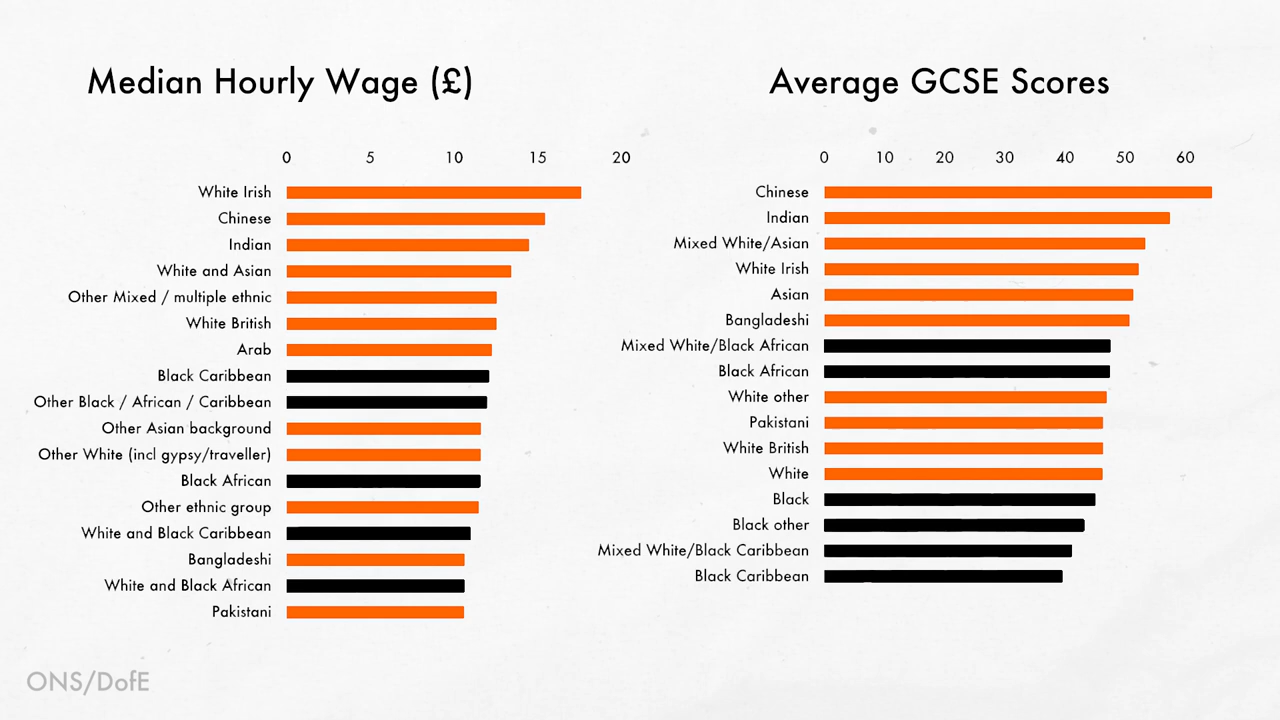 Median Hourly Wage (£)
0 5 10 15 20
White Irish
Chinese
Indian
White and Asian
Other Mixed / multiple ethnic
White British
Arab
Black Caribbean
Other Black / African / Caribbean
Other Asian background
Other White (incl gypsy/traveller)
Black African
Other ethnic group
White and Black Caribbean
Bangladeshi
White and Black African
Pakistani
Average GCSE Scores
0 10 20 30 40 50 60
Chinese
Indian
Mixed White/Asian
White Irish
Asian
Bangladeshi
Mixed White/Black African
Black African
White other
Pakistani
White British
White
Black
Black other
Mixed White/Black Caribbean
Black Caribbean
ONS/DofE